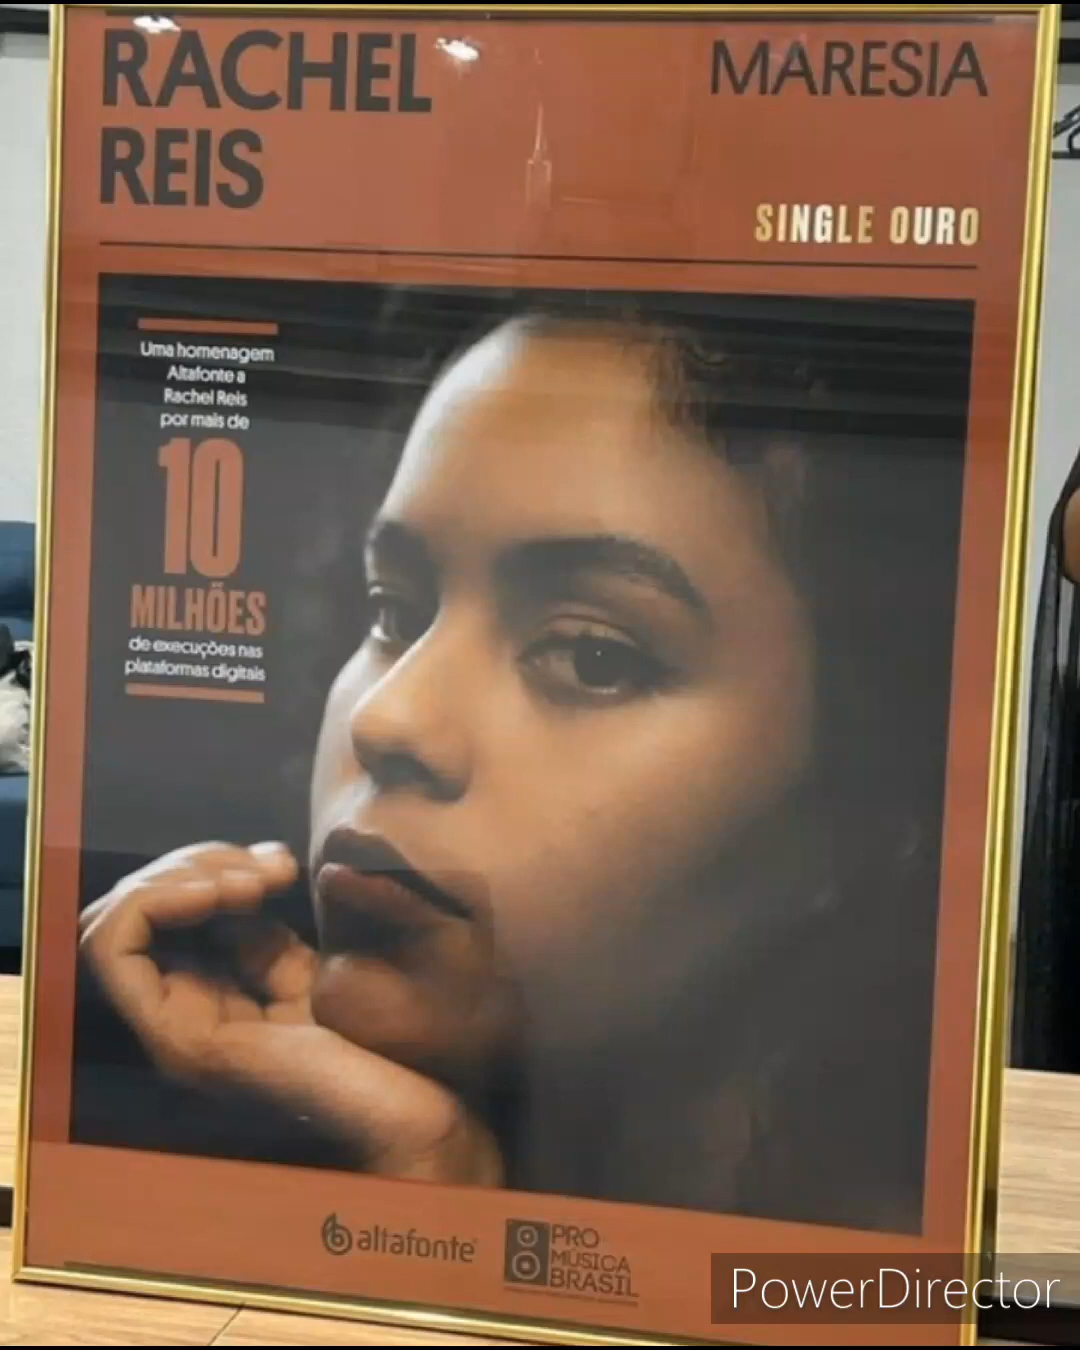 RACHEL
REIS
MARESIA
SINGLE OURO
Uma homenagem
Altafonte a
Rachel Reis
por mais de
10
MILHÕES
de execuções nas
plataformas digitais
altafonte
PRO
MÚSICA
BRASIL
PowerDirector